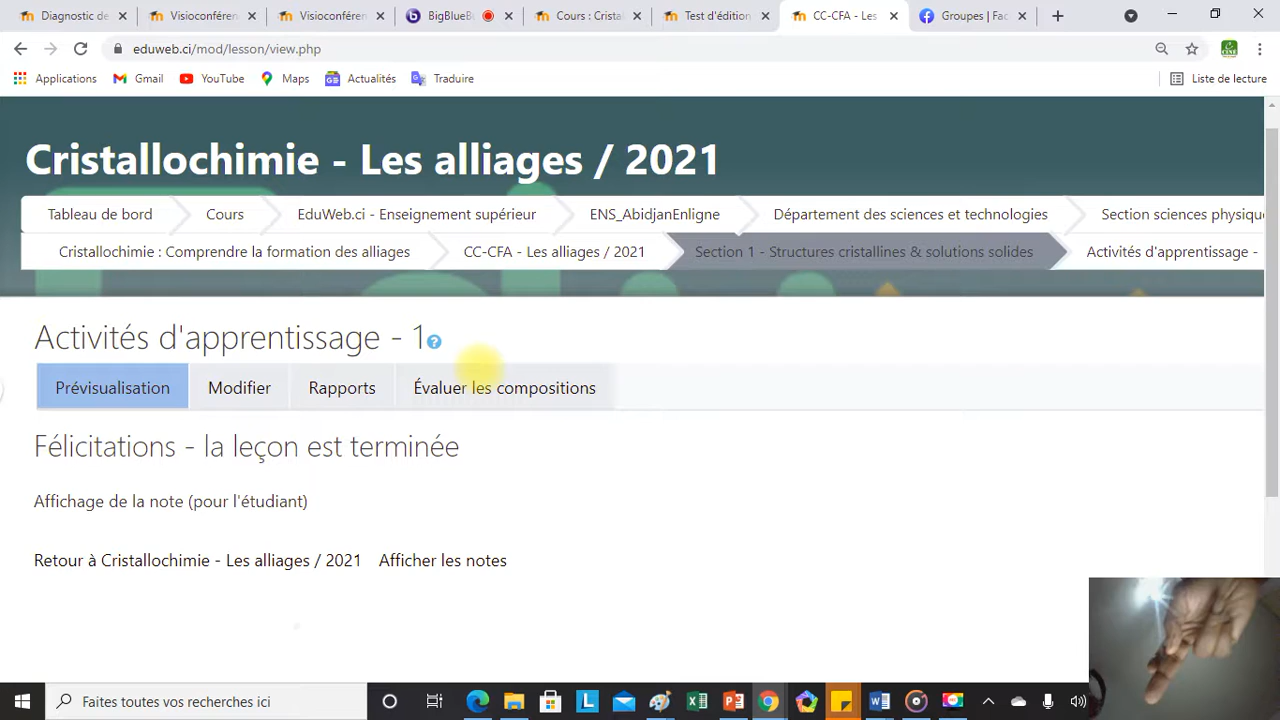 Diagnostic de
Visioconféren
Visioconféren
BigBlueBu
Cours : Cristal
Test d'édition
CC-CFA - Les
Groupes | Fac
eduweb.ci/mod/lesson/view.php
Applications
Gmail
YouTube
Maps
Actualités
Traduire
Liste de lecture
Cristallochimie - Les alliages / 2021
Tableau de bord
Cours
EduWeb.ci - Enseignement supérieur
ENS_AbidjanEnligne
Département des sciences et technologies
Section sciences physiqu
Cristallochimie : Comprendre la formation des alliages
CC-CFA - Les alliages / 2021
Section 1 - Structures cristallines & solutions solides
Activités d'apprentissage -
Activités d'apprentissage - 1
Prévisualisation
Modifier
Rapports
Évaluer les compositions
Félicitations - la leçon est terminée
Affichage de la note (pour l'étudiant)
Retour à Cristallochimie - Les alliages / 2021
Afficher les notes
Faites toutes vos recherches ici